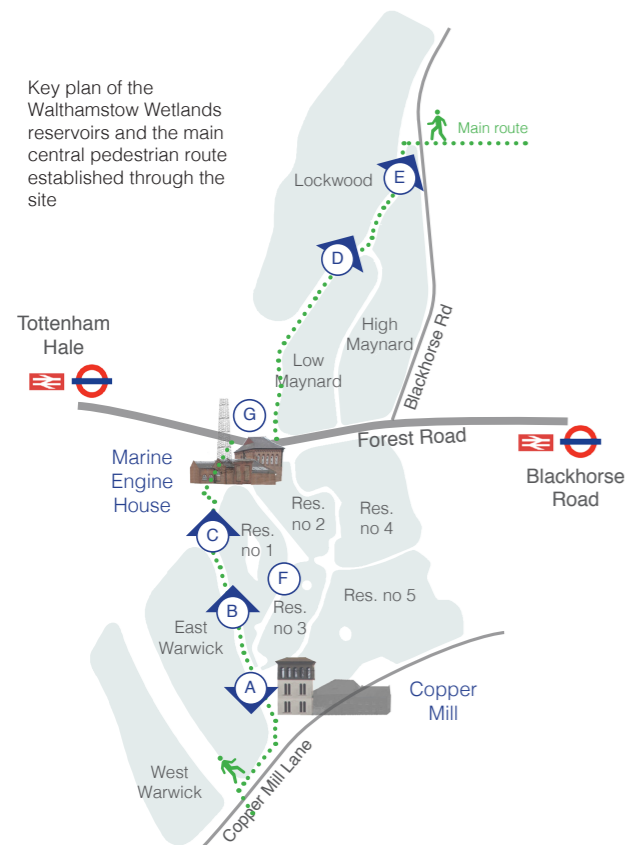 Key plan of the
Walthamstow Wetlands
reservoirs and the main
central pedestrian route
established through the
site
Main route
Lockwood
E
D
High
Maynard
Blackhorse Rd
Tottenham
Hale
Low
Maynard
G
Forest Road
Marine
Engine
House
Blackhorse
Road
Res.
no 2
Res.
no 4
C
Res.
no 1
F
B
Res.
no 3
Res. no 5
East
Warwick
A
Copper
Mill
West
Warwick
Copper Mill Lane